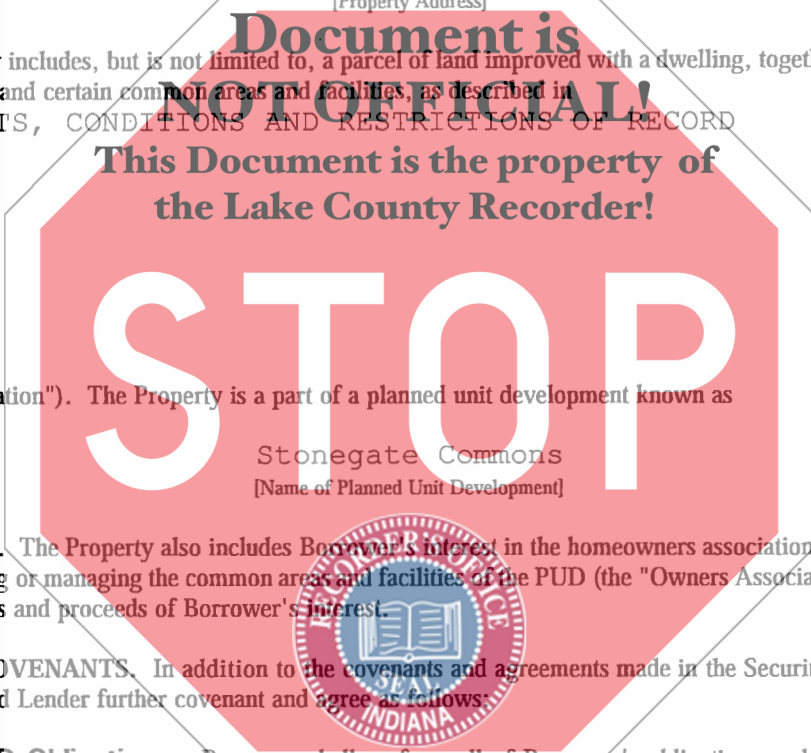 [Property Address]
Document is
includes, but is not limited to, a parcel of land improved with a dwelling, toget
and certain common areas and facilities, as described in
NOT OFFICIAL!
'S, CONDITIONS AND RESTRICTIONS OF RECORD
This Document is the property of
the Lake County Recorder!
STOP
tion"). The Property is a part of a planned unit development known as
Stonegate Commons
[Name of Planned Unit Development]
. The Property also includes Borrower's interest in the homeowners association
g or managing the common areas and facilities of the PUD (the "Owners Associa
s and proceeds of Borrower's interest.
RECORDER'S OFFICE
SEAL
INDIANA
OVENANTS. In addition to the covenants and agreements made in the Securit
d Lender further covenant and agree as follows: